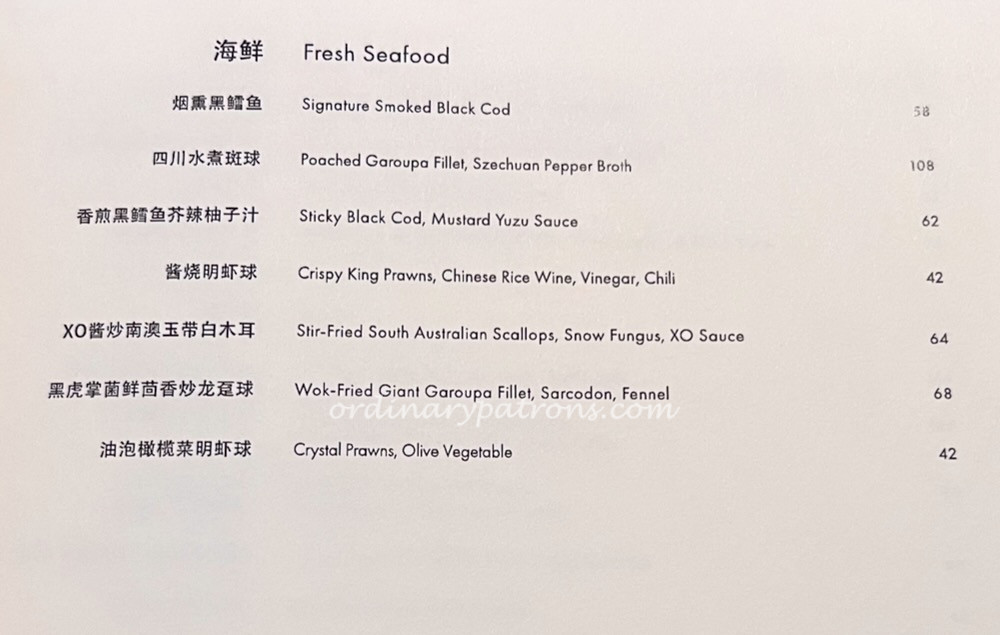 海鲜 Fresh Seafood
烟熏黑鳕鱼 Signature Smoked Black Cod 58
四川水煮斑球 Poached Garoupa Fillet, Szechuan Pepper Broth 108
香煎黑鳕鱼芥辣柚子汁 Sticky Black Cod, Mustard Yuzu Sauce 62
酱烧明虾球 Crispy King Prawns, Chinese Rice Wine, Vinegar, Chili 42
XO酱炒南澳玉带白木耳 Stir-Fried South Australian Scallops, Snow Fungus, XO Sauce 64
黑虎掌菌鲜茴香炒龙趸球 Wok-Fried Giant Garoupa Fillet, Sarcodon, Fennel 68
ordinarypatrons.com
油泡橄榄菜明虾球 Crystal Prawns, Olive Vegetable 42